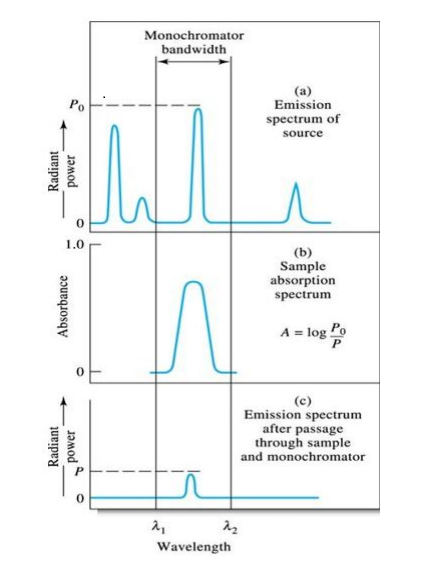 Monochromator
bandwidth
(a)
Emission
spectrum of
source
P₀
Radiant
power
0
1.0
(b)
Sample
absorption
spectrum
A = log P₀/P
Absorbance
0
(c)
Emission spectrum
after passage
through sample
and monochromator
Radiant
power
P
0
λ₁
λ₂
Wavelength